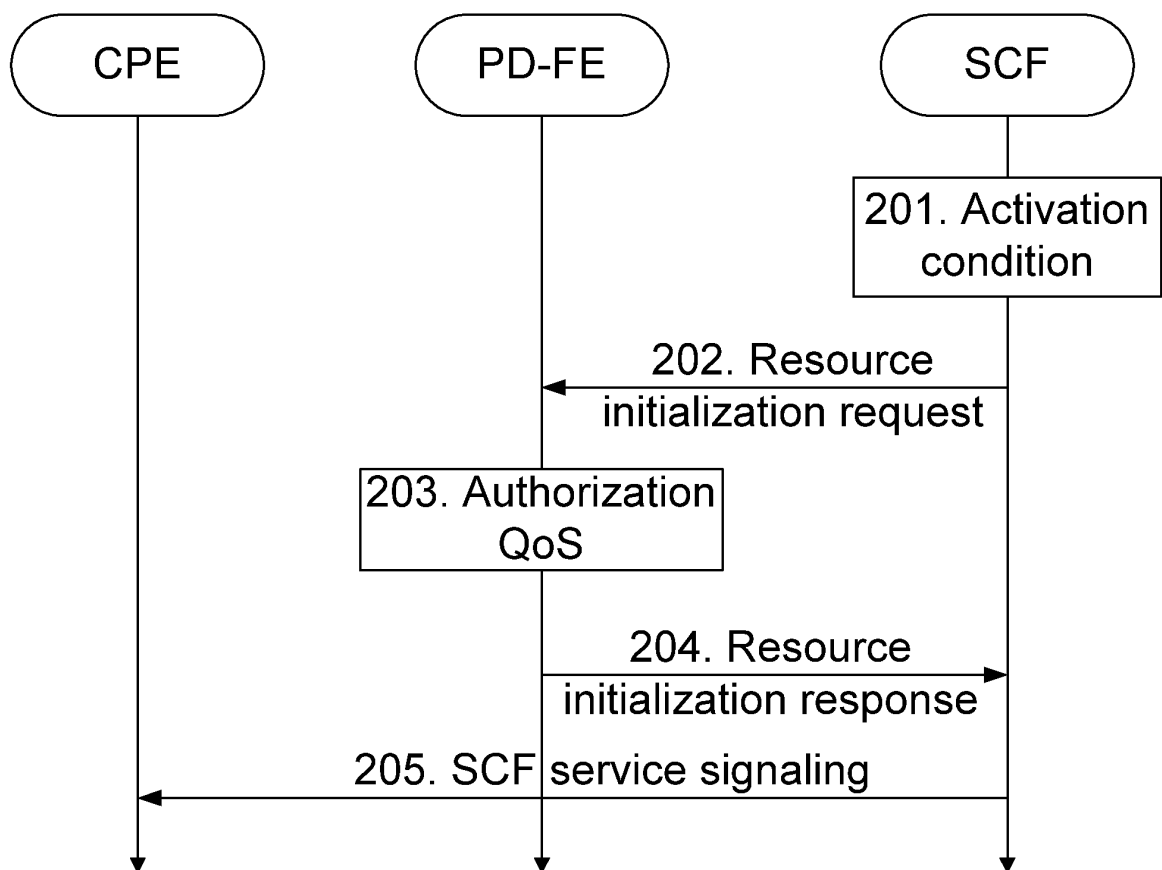 CPE
PD-FE
SCF
201. Activation
condition
202. Resource
initialization request
203. Authorization
QoS
204. Resource
initialization response
205. SCF service signaling